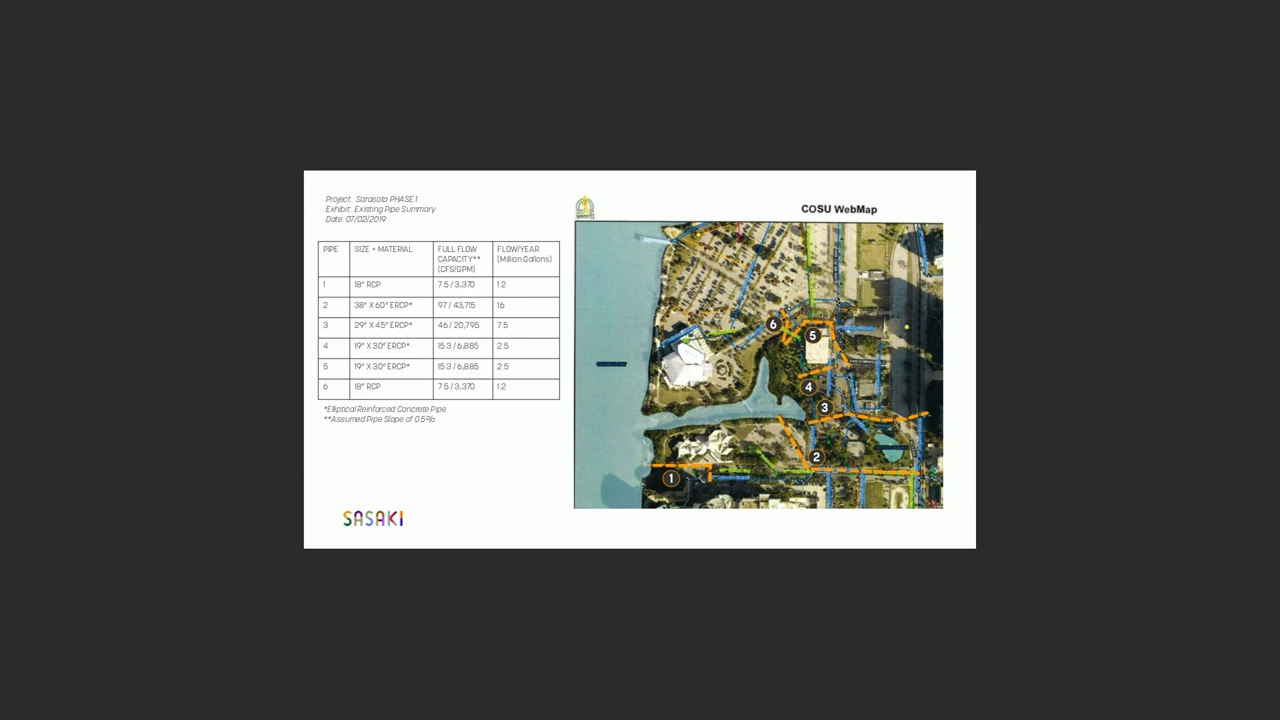 Project: Sarasota PHASE 1
Exhibit: Existing Pipe Summary
Date: 07/02/2019
COSU WebMap
PIPE SIZE + MATERIAL FULL FLOW CAPACITY** (CFS/GPM) FLOW/YEAR (Million Gallons)
1 18" RCP 7.5 / 3,370 1.2
2 38" X 60" ERCP* 97 / 43,715 16
3 29" X 45" ERCP* 46 / 20,795 7.5
4 19" X 30" ERCP* 15.3 / 6,885 2.5
5 19" X 30" ERCP* 15.3 / 6,885 2.5
6 18" RCP 7.5 / 3,370 1.2
*Elliptical Reinforced Concrete Pipe
**Assumed Pipe Slope of 0.5%
6
5
4
3
2
1
SASAKI